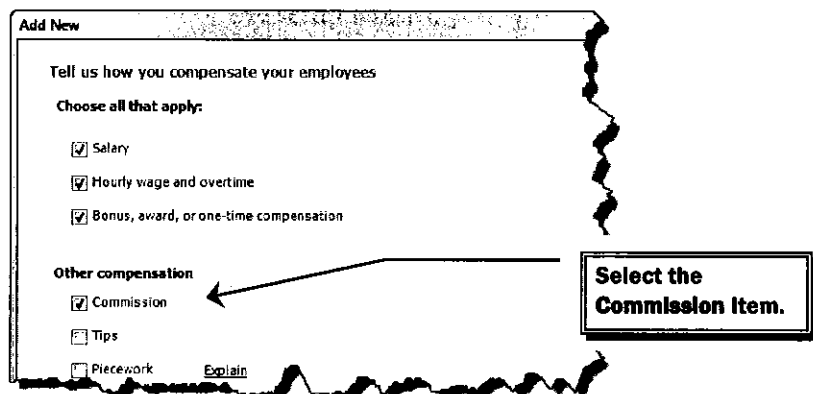 Add New
Tell us how you compensate your employees
Choose all that apply:
Salary
Hourly wage and overtime
Bonus, award, or one-time compensation
Other compensation
Commission
Select the
Commission item.
Tips
Piecework Explain